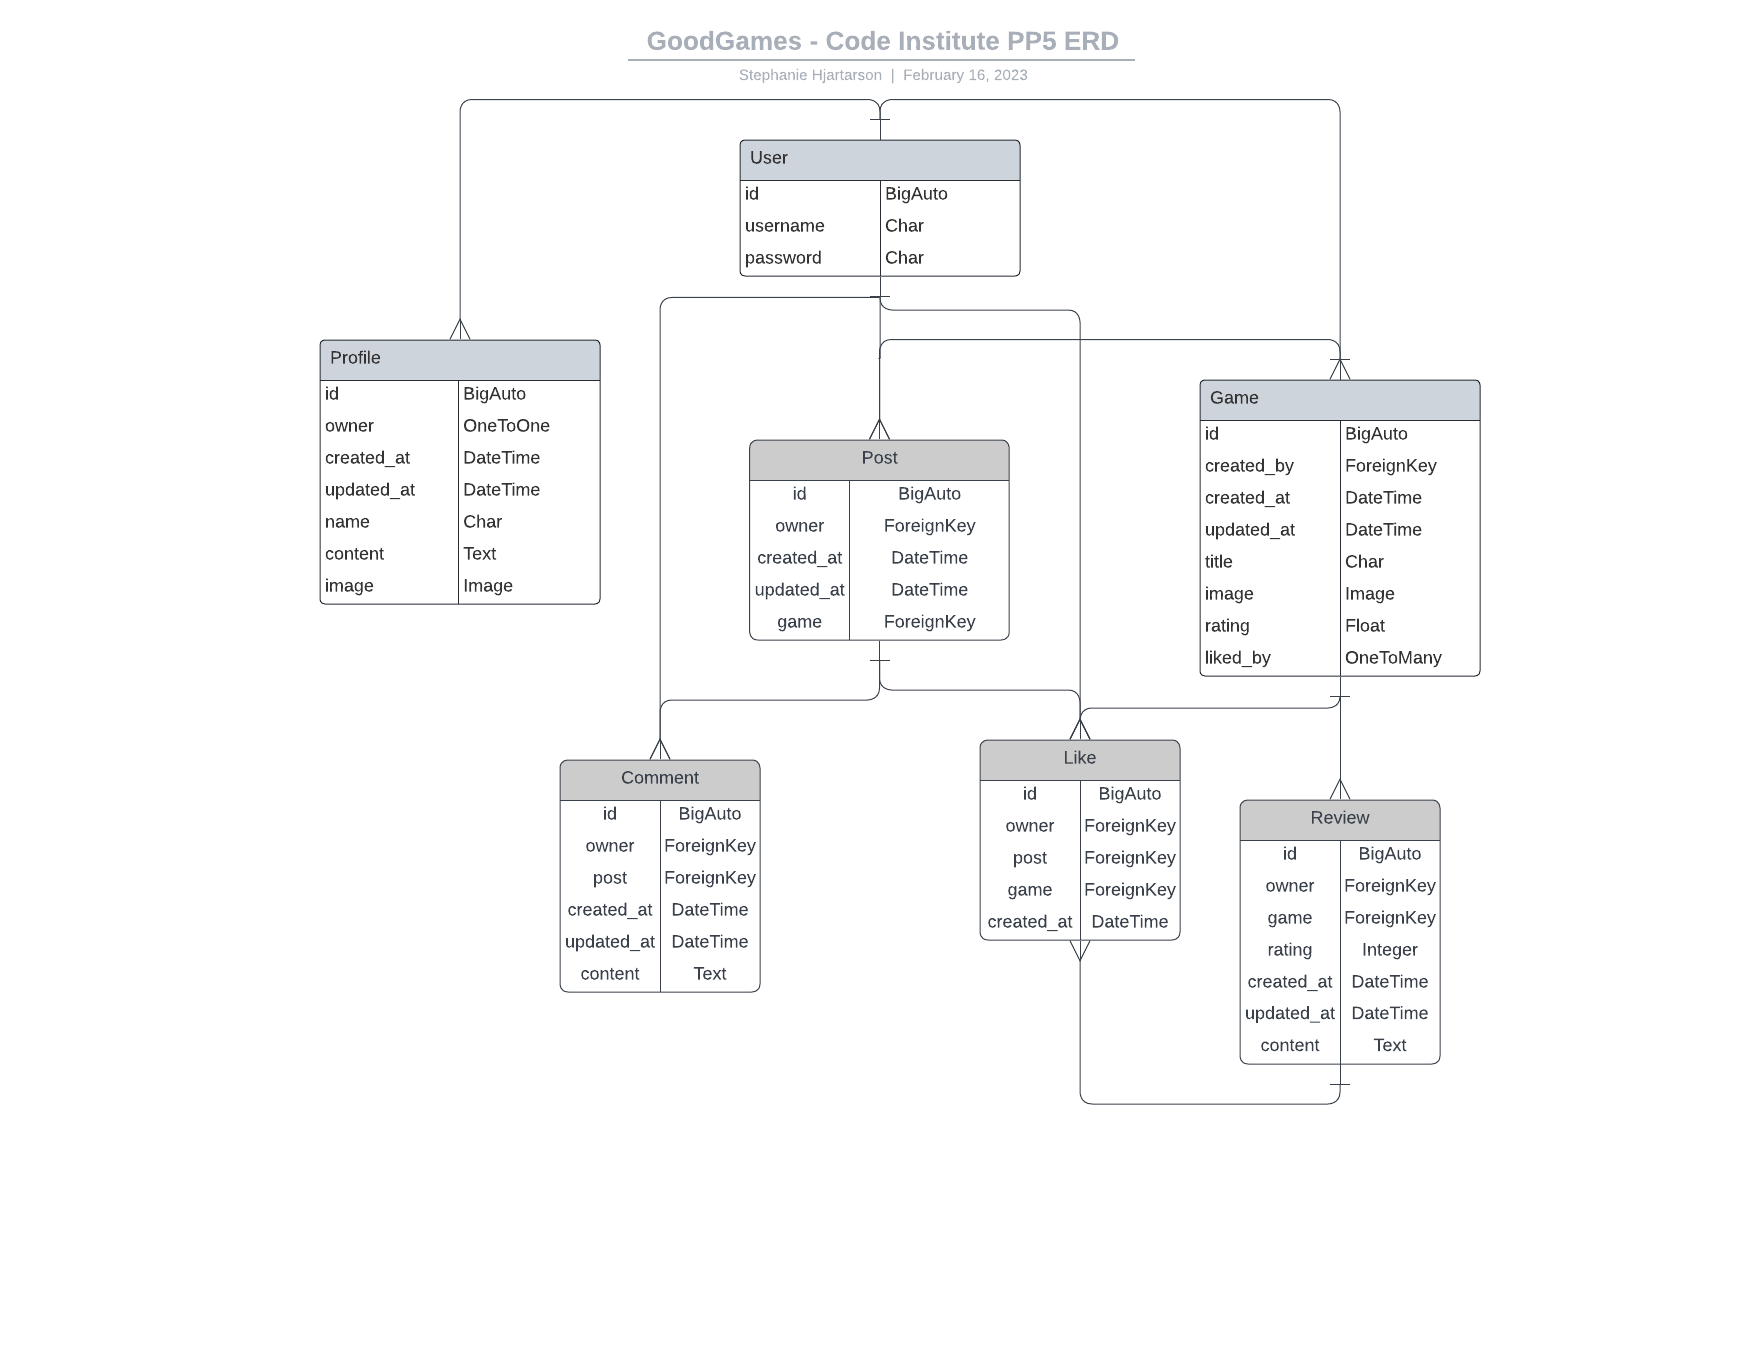 GoodGames - Code Institute PP5 ERD
Stephanie Hjartarson | February 16, 2023
User
id BigAuto
username Char
password Char
Profile
id BigAuto
owner OneToOne
created_at DateTime
updated_at DateTime
name Char
content Text
image Image
Game
id BigAuto
created_by ForeignKey
created_at DateTime
updated_at DateTime
title Char
image Image
rating Float
liked_by OneToMany
Post
id BigAuto
owner ForeignKey
created_at DateTime
updated_at DateTime
game ForeignKey
Comment
id BigAuto
owner ForeignKey
post ForeignKey
created_at DateTime
updated_at DateTime
content Text
Like
id BigAuto
owner ForeignKey
post ForeignKey
game ForeignKey
created_at DateTime
Review
id BigAuto
owner ForeignKey
game ForeignKey
rating Integer
created_at DateTime
updated_at DateTime
content Text